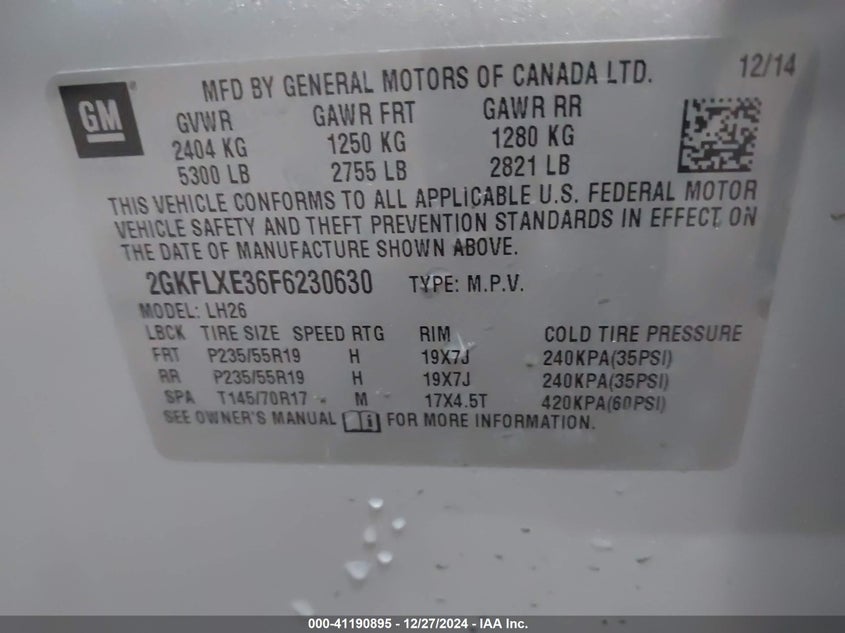 GM
MFD BY GENERAL MOTORS OF CANADA LTD. 12/14
GVWR GAWR FRT GAWR RR
2404 KG 1250 KG 1280 KG
5300 LB 2755 LB 2821 LB
THIS VEHICLE CONFORMS TO ALL APPLICABLE U.S. FEDERAL MOTOR
VEHICLE SAFETY AND THEFT PREVENTION STANDARDS IN EFFECT ON
THE DATE OF MANUFACTURE SHOWN ABOVE.
2GKFLXE36F6230630 TYPE: M.P.V.
MODEL: LH26
LBCK TIRE SIZE SPEED RTG RIM COLD TIRE PRESSURE
FRT P235/55R19 H 19X7J 240KPA(35PSI)
RR P235/55R19 H 19X7J 240KPA(35PSI)
SPA T145/70R17 M 17X4.5T 420KPA(60PSI)
SEE OWNER'S MANUAL i FOR MORE INFORMATION.
000-41190895 - 12/27/2024 - IAA Inc.